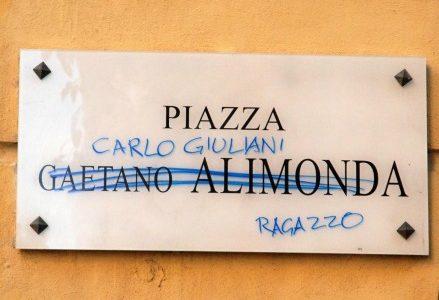 PIAZZA
CARLO GIULIANI
GAETANO ALIMONDA
RAGAZZO